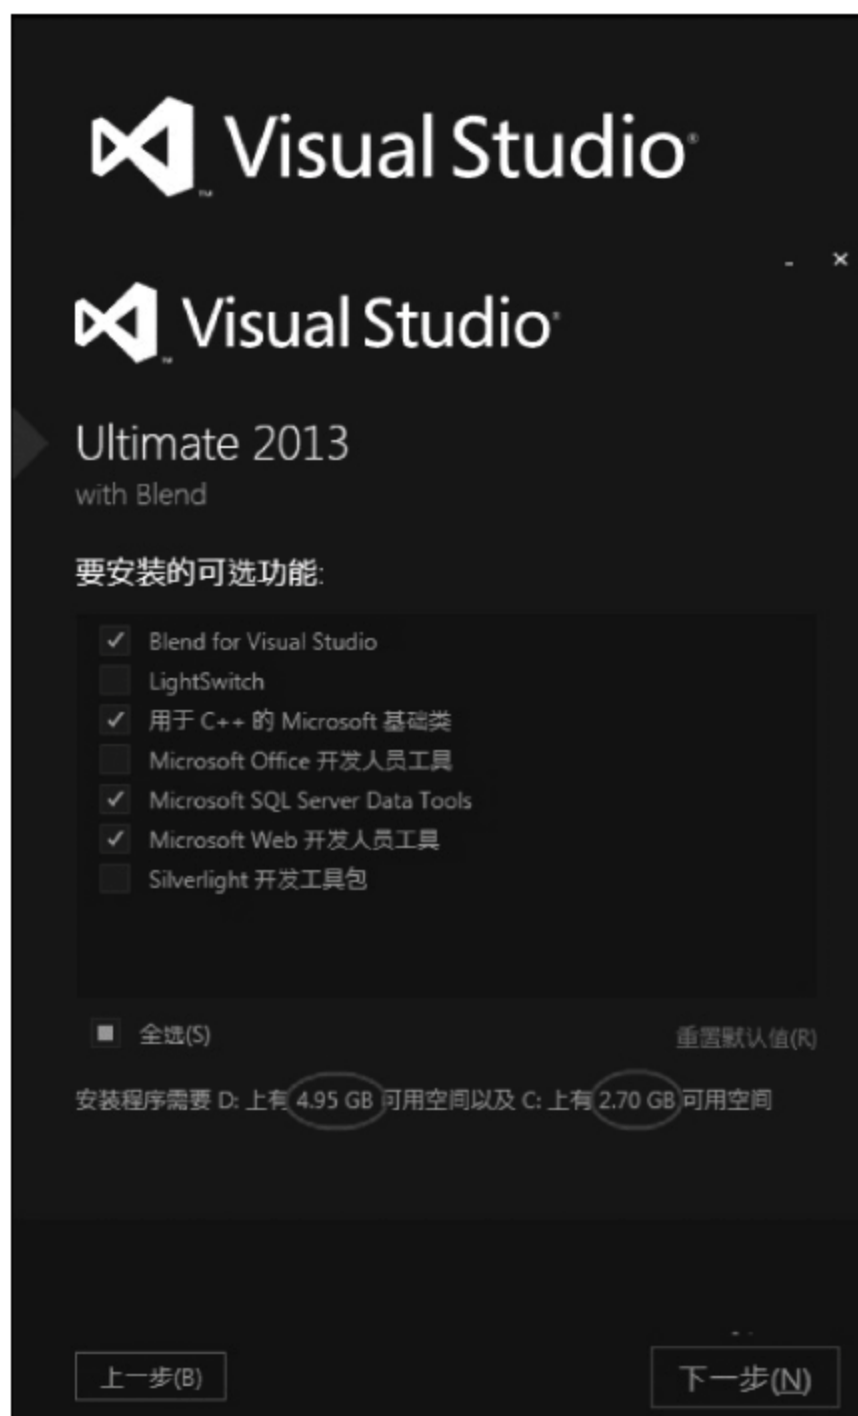 Visual Studio®
™
Visual Studio®
™
Ultimate 2013
with Blend
要安装的可选功能:
Blend for Visual Studio
LightSwitch
用于 C++ 的 Microsoft 基础类
Microsoft Office 开发人员工具
Microsoft SQL Server Data Tools
Microsoft Web 开发人员工具
Silverlight 开发工具包
全选(S)
重置默认值(R)
安装程序需要 D: 上有 4.95 GB 可用空间以及 C: 上有 2.70 GB 可用空间
上一步(B)
下一步(N)